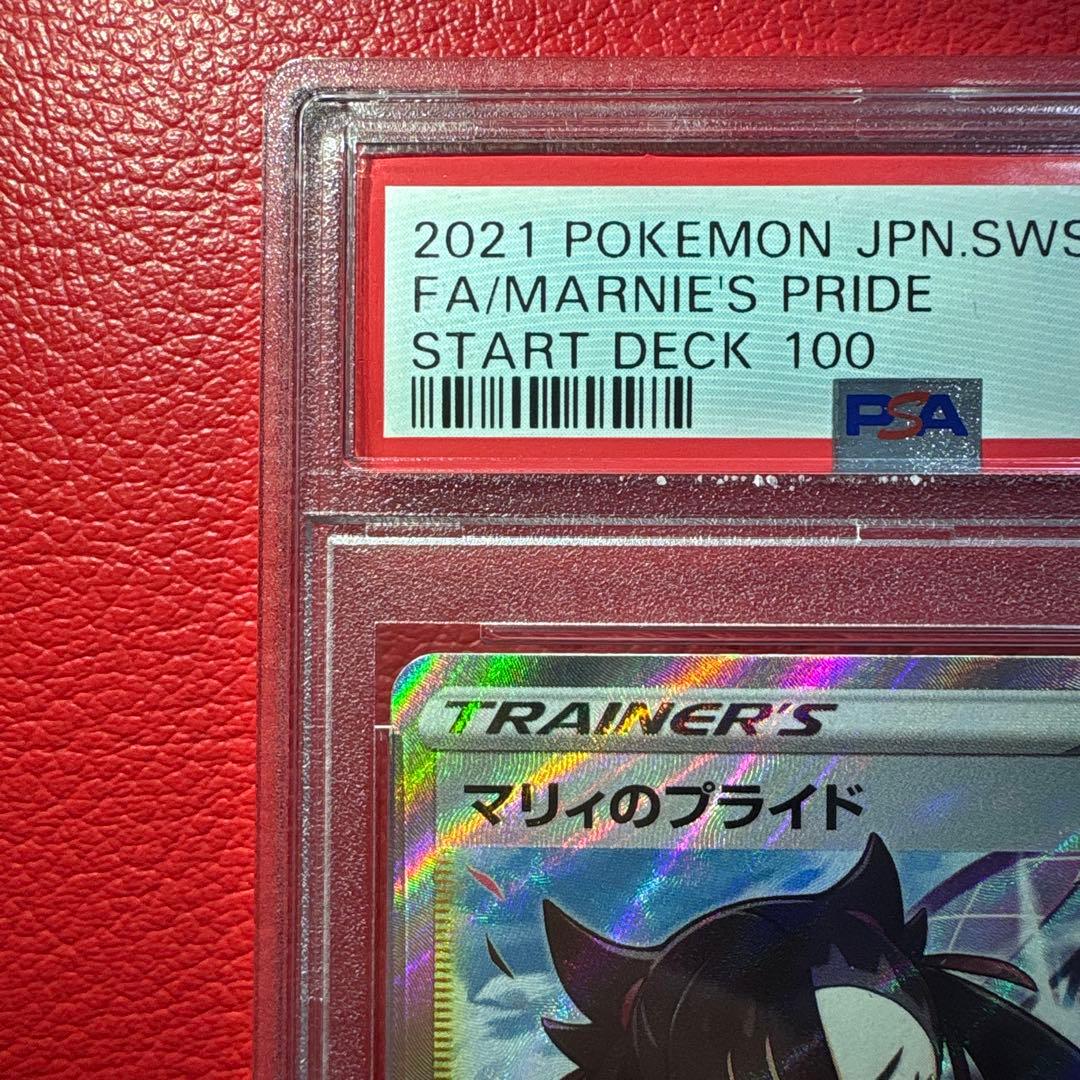 2021 POKEMON JPN.SWS
FA/MARNIE'S PRIDE
START DECK 100
PSA
TRAINER'S
マリィのプライド